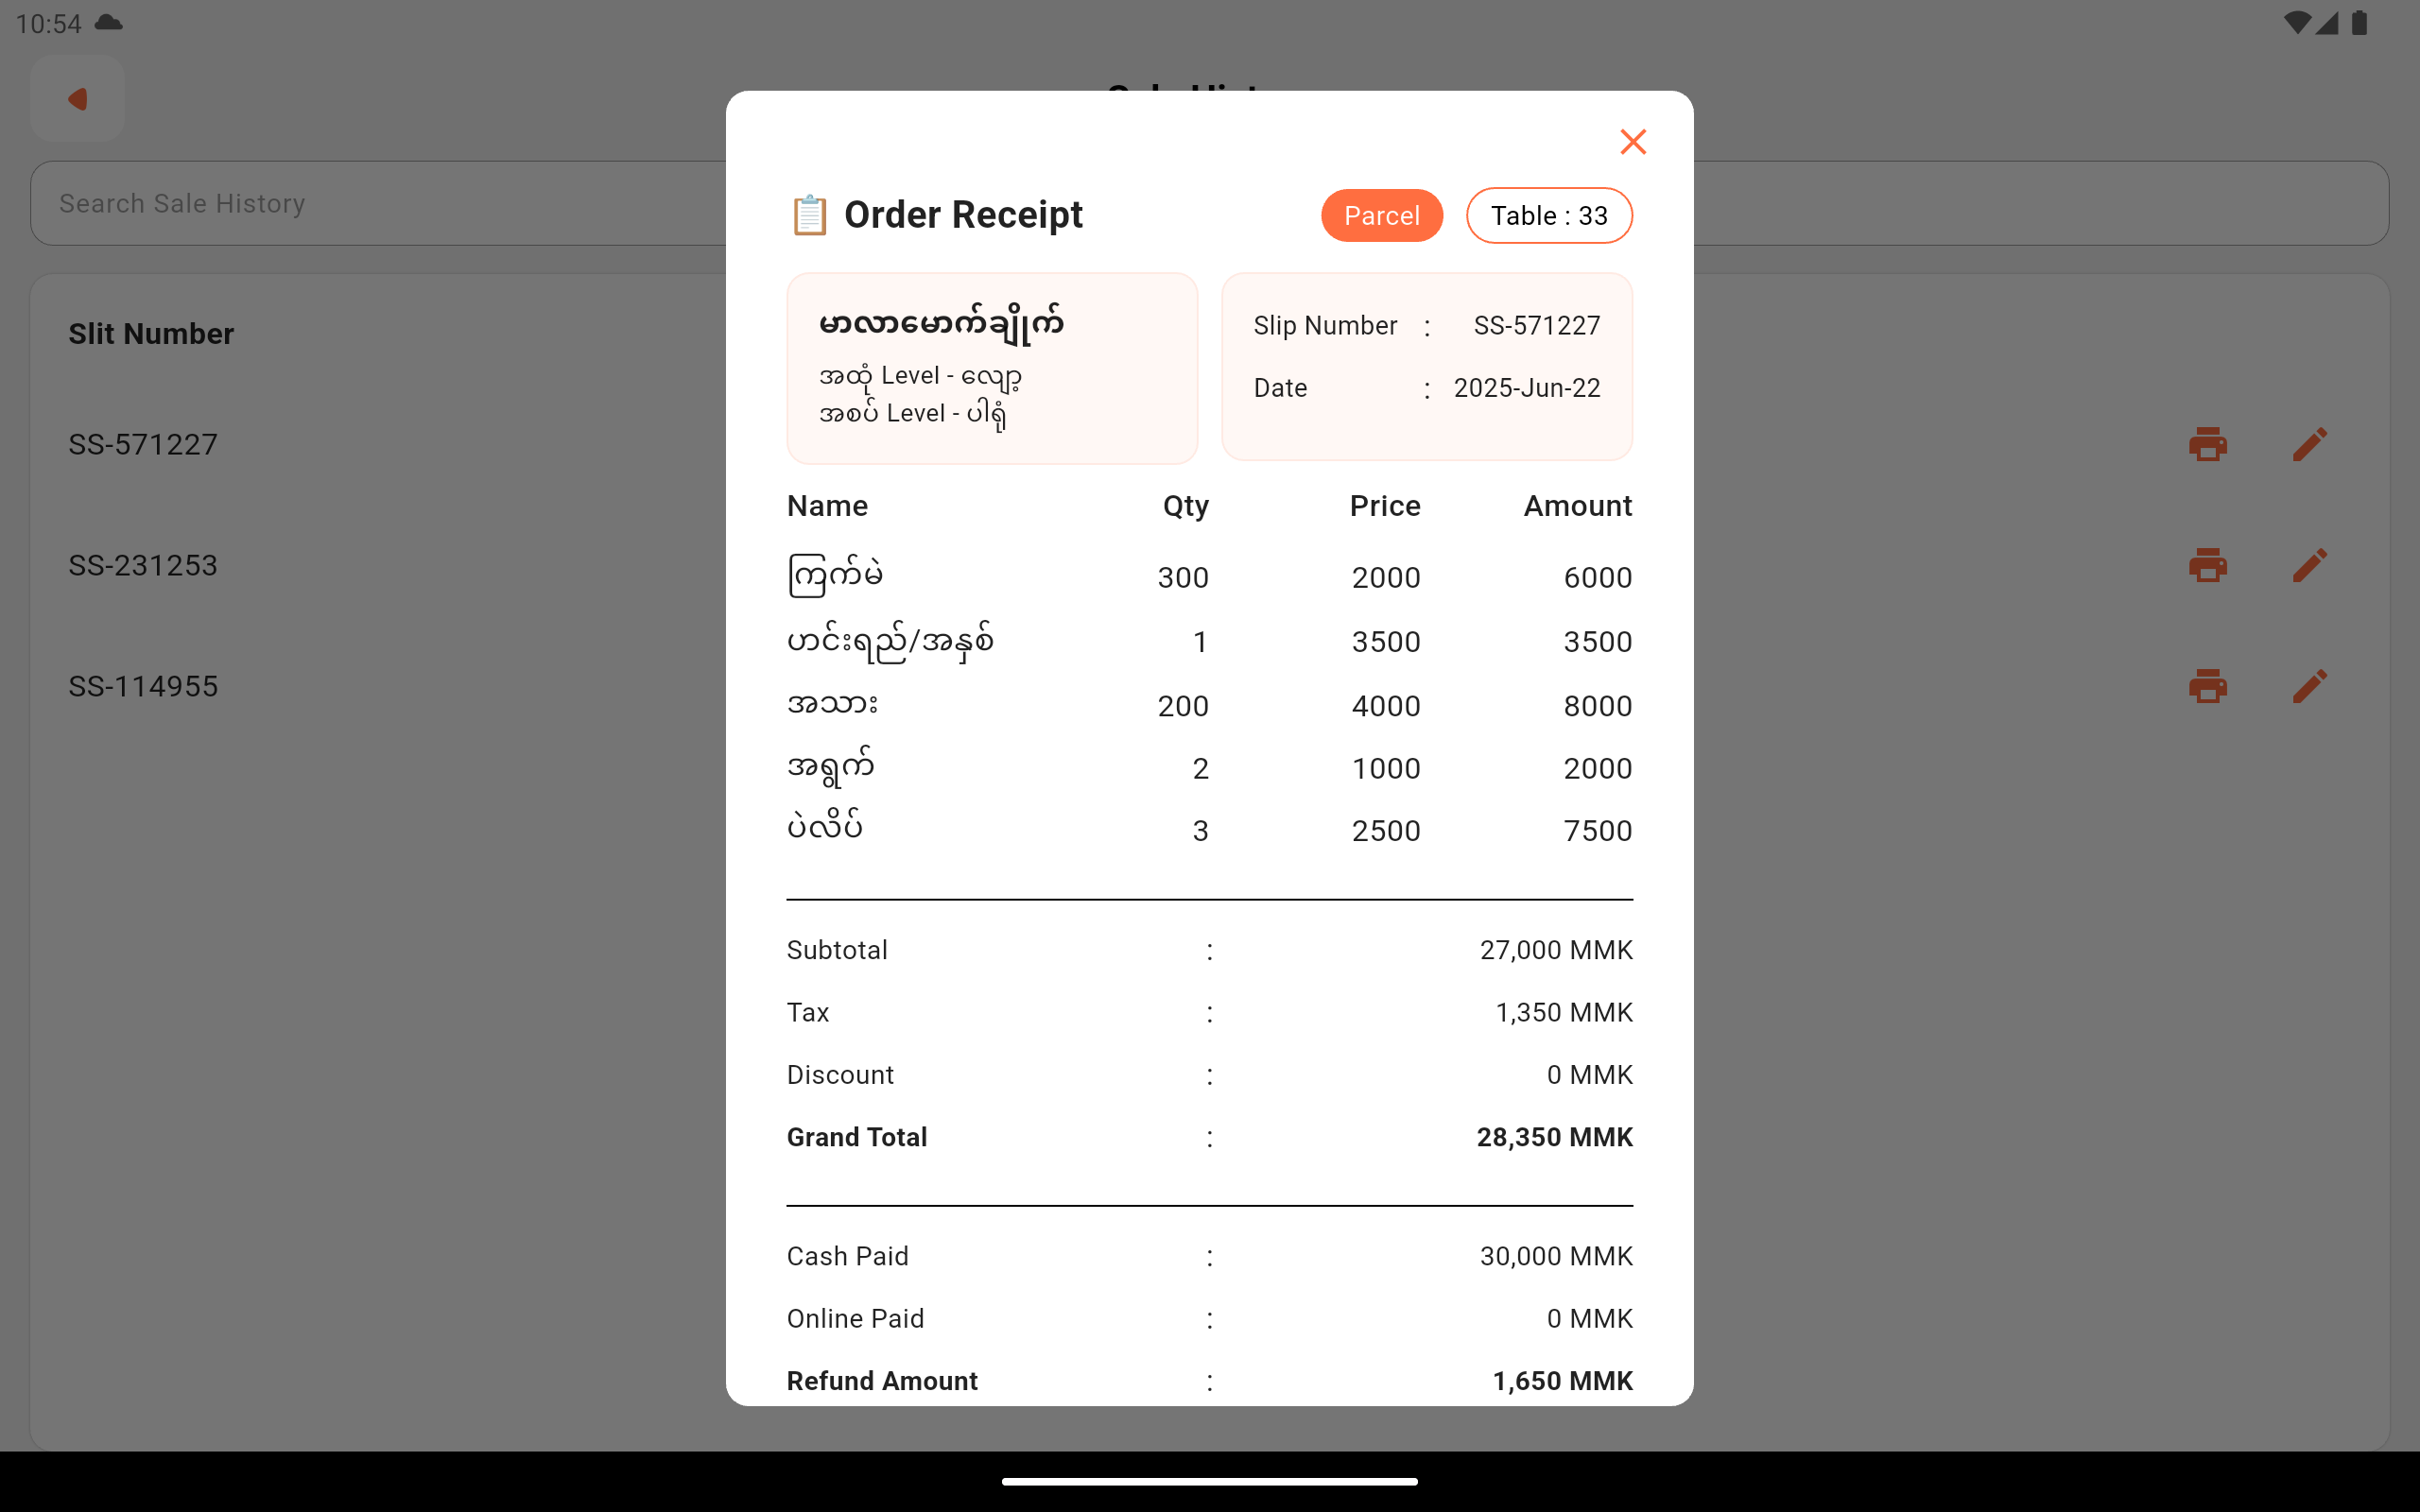 10:54
Search Sale History
Slit Number
SS-571227
SS-231253
SS-114955
📋 Order Receipt
Parcel
Table : 33
မာလာမောက်ချိုက်
အထုံ Level - လျော့
အစပ် Level - ပါရုံ
Slip Number : SS-571227
Date : 2025-Jun-22
Name Qty Price Amount
ကြက်မဲ 300 2000 6000
ဟင်းရည်/အနှစ် 1 3500 3500
အသား 200 4000 8000
အရွက် 2 1000 2000
ပဲလိပ် 3 2500 7500
Subtotal : 27,000 MMK
Tax : 1,350 MMK
Discount : 0 MMK
Grand Total : 28,350 MMK
Cash Paid : 30,000 MMK
Online Paid : 0 MMK
Refund Amount : 1,650 MMK